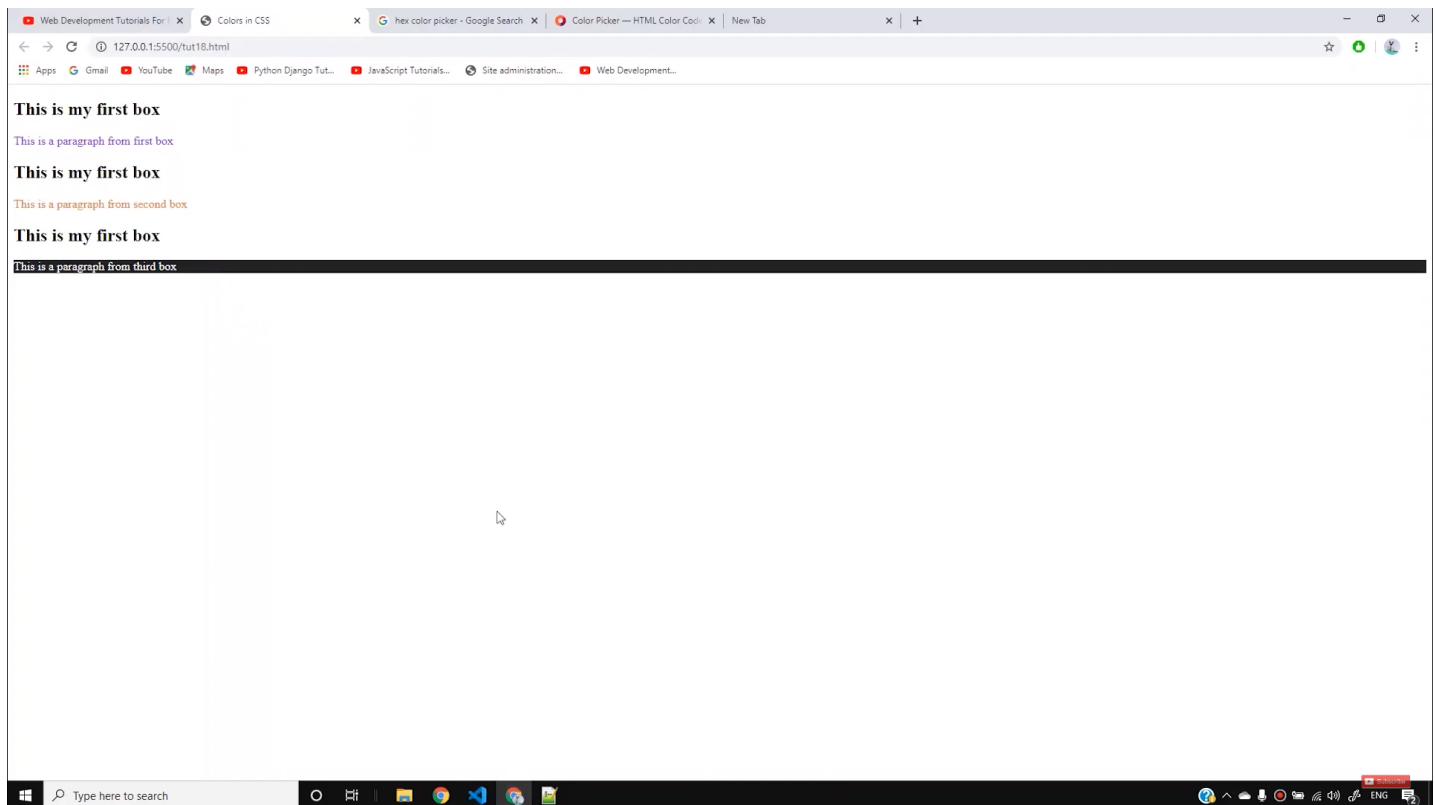 Web Development Tutorials For
Colors in CSS
hex color picker - Google Search
Color Picker — HTML Color Code
New Tab
127.0.0.1:5500/tut18.html
Apps
Gmail
YouTube
Maps
Python Django Tut...
JavaScript Tutorials...
Site administration...
Web Development...
This is my first box
This is a paragraph from first box
This is my first box
This is a paragraph from second box
This is my first box
This is a paragraph from third box
Type here to search
ENG